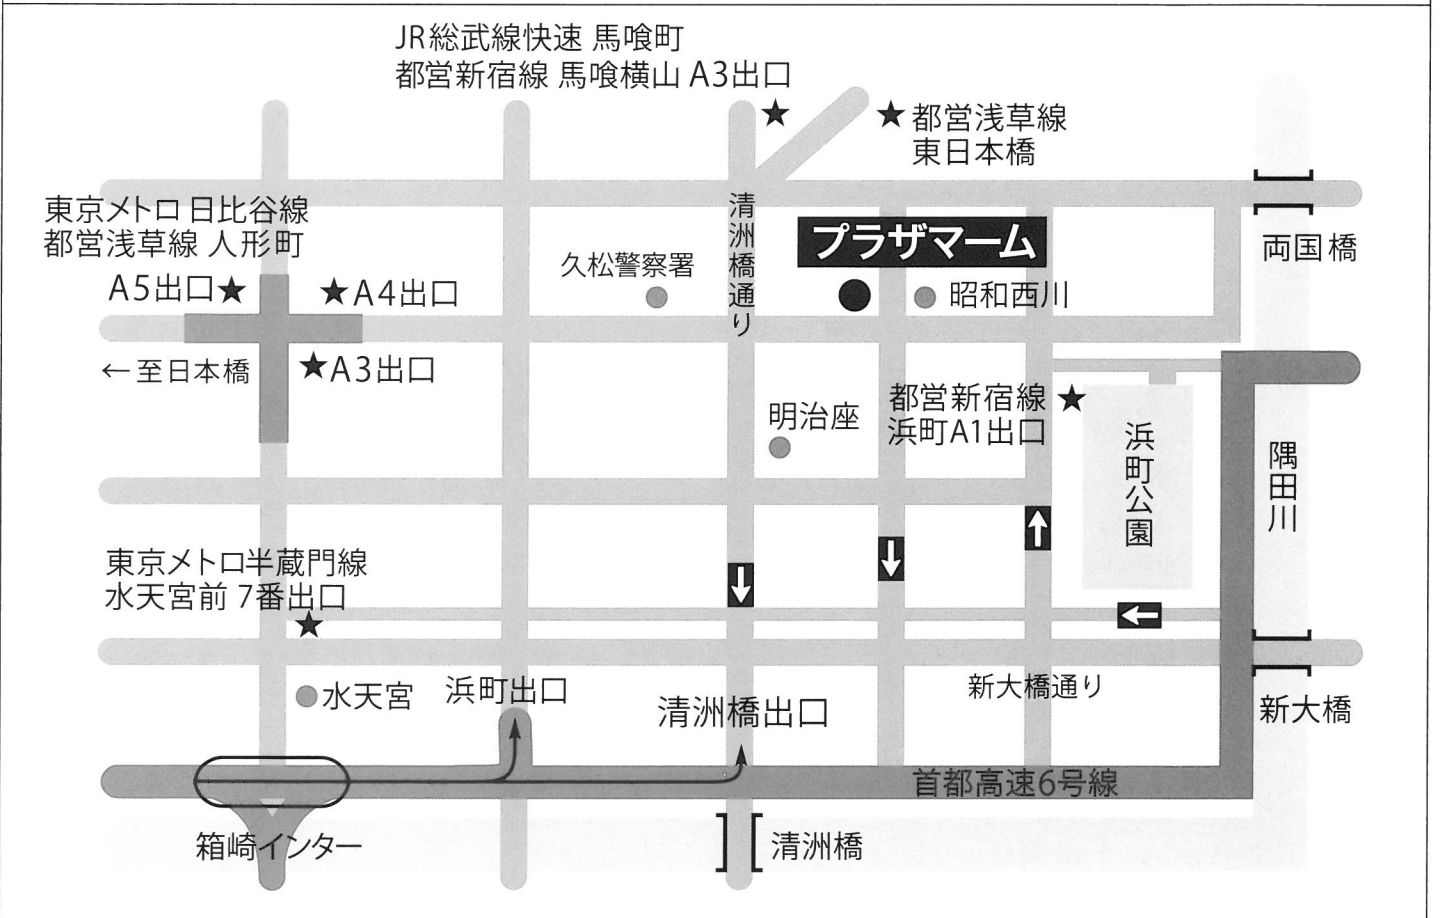 JR総武線快速 馬喰町
都営新宿線 馬喰横山 A3出口
都営浅草線
東日本橋
東京メトロ 日比谷線
都営浅草線 人形町
A5出口
A4出口
←至日本橋
A3出口
久松警察署
清洲橋通り
プラザマーム
昭和西川
両国橋
明治座
都営新宿線
浜町A1出口
浜町公園
隅田川
東京メトロ半蔵門線
水天宮前 7番出口
水天宮
浜町出口
清洲橋出口
新大橋通り
新大橋
首都高速6号線
箱崎インター
清洲橋